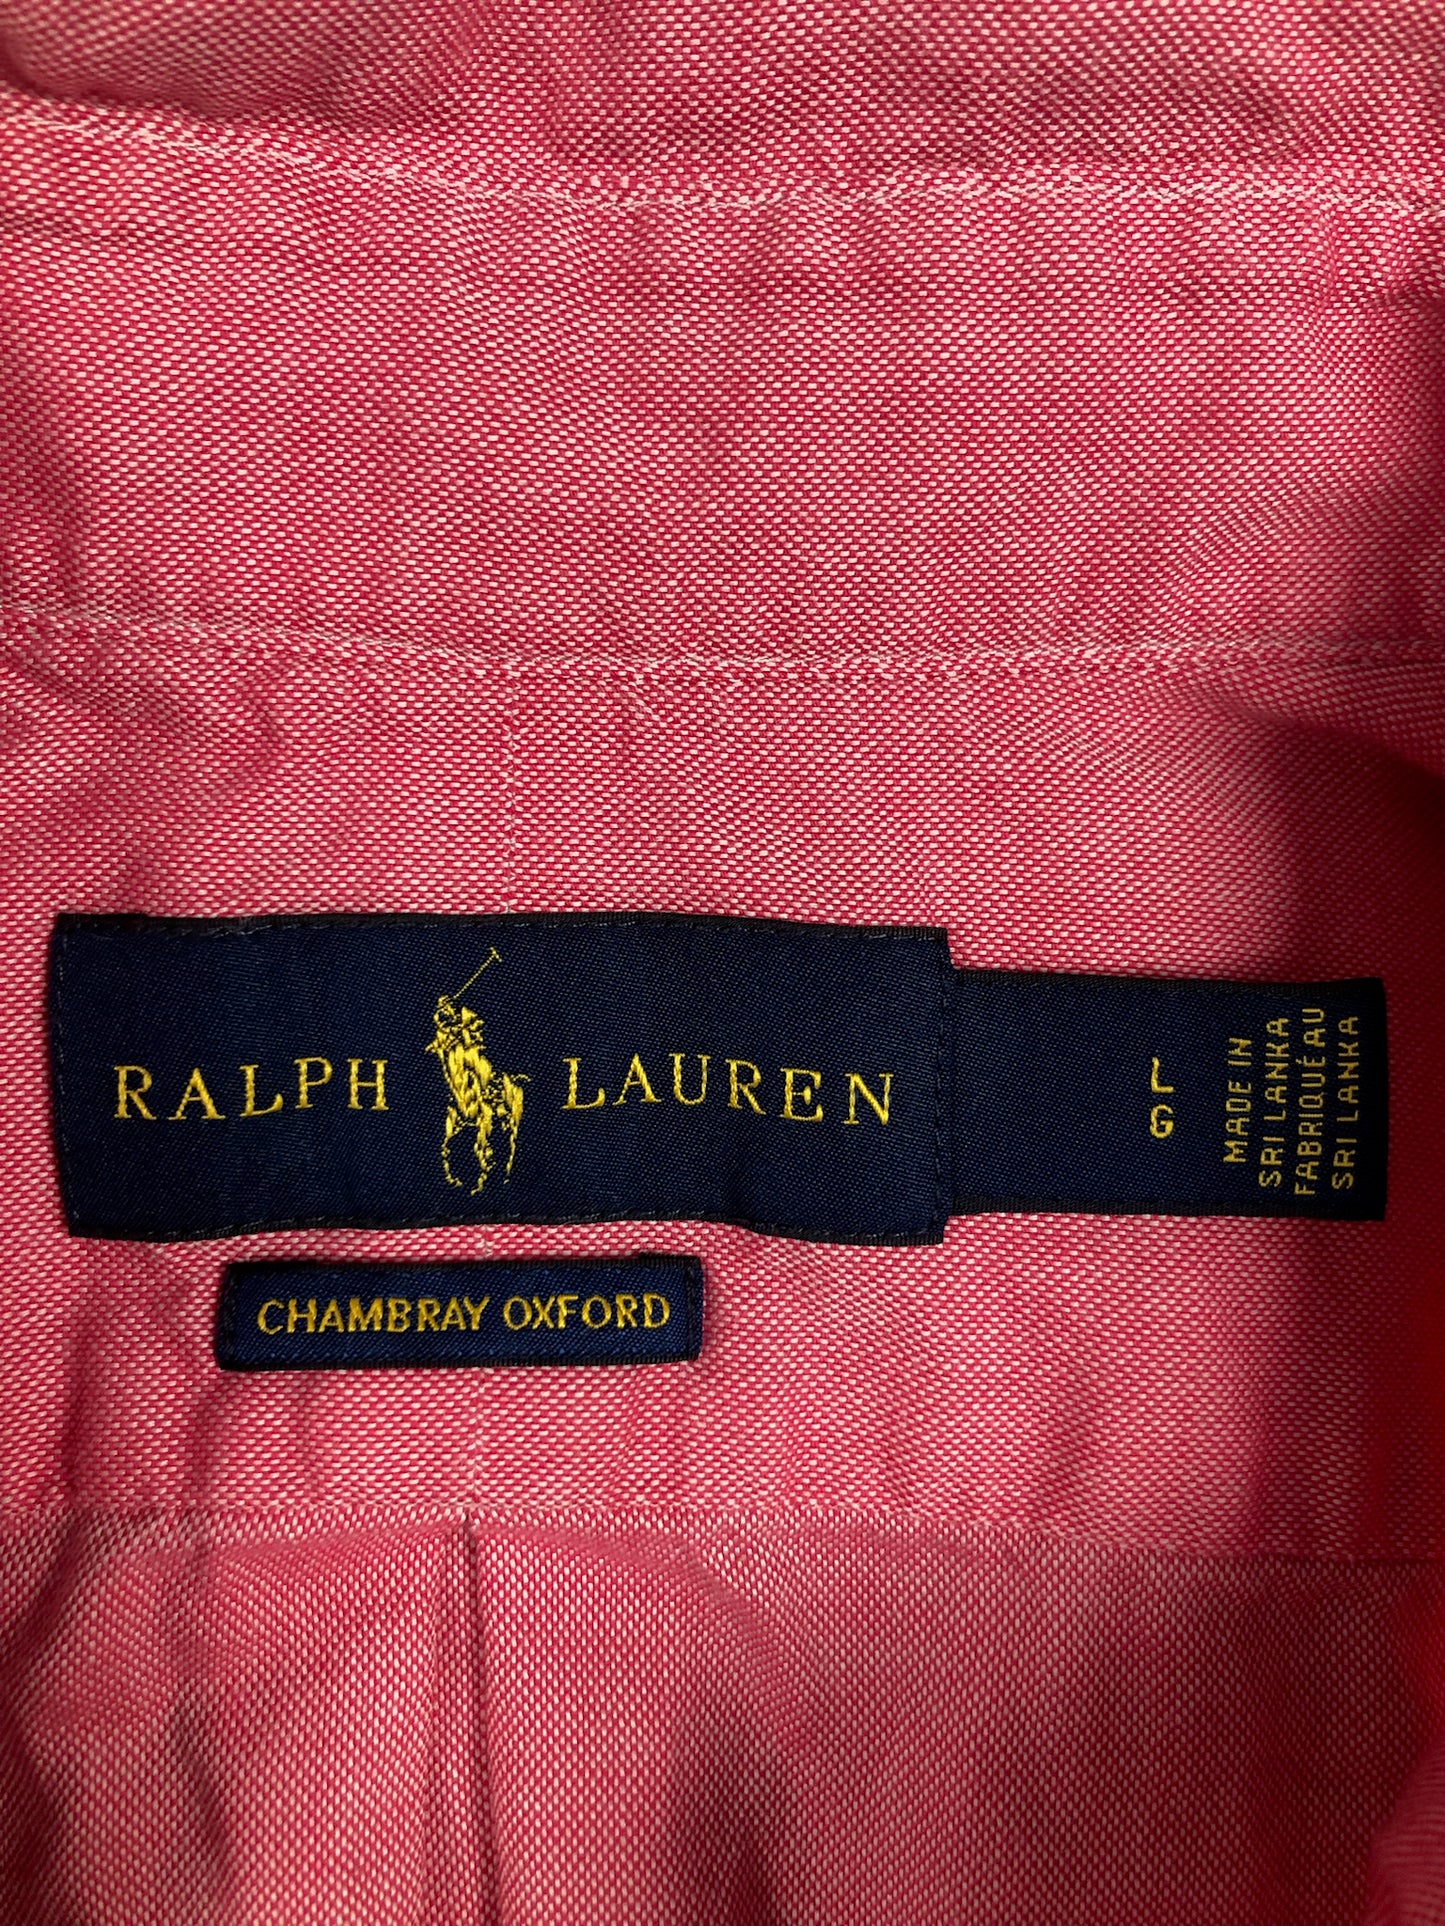 RALPH LAUREN
L
G
MADE IN
SRI LANKA
FABRIQUÉ AU
SRI LANKA
CHAMBRAY OXFORD